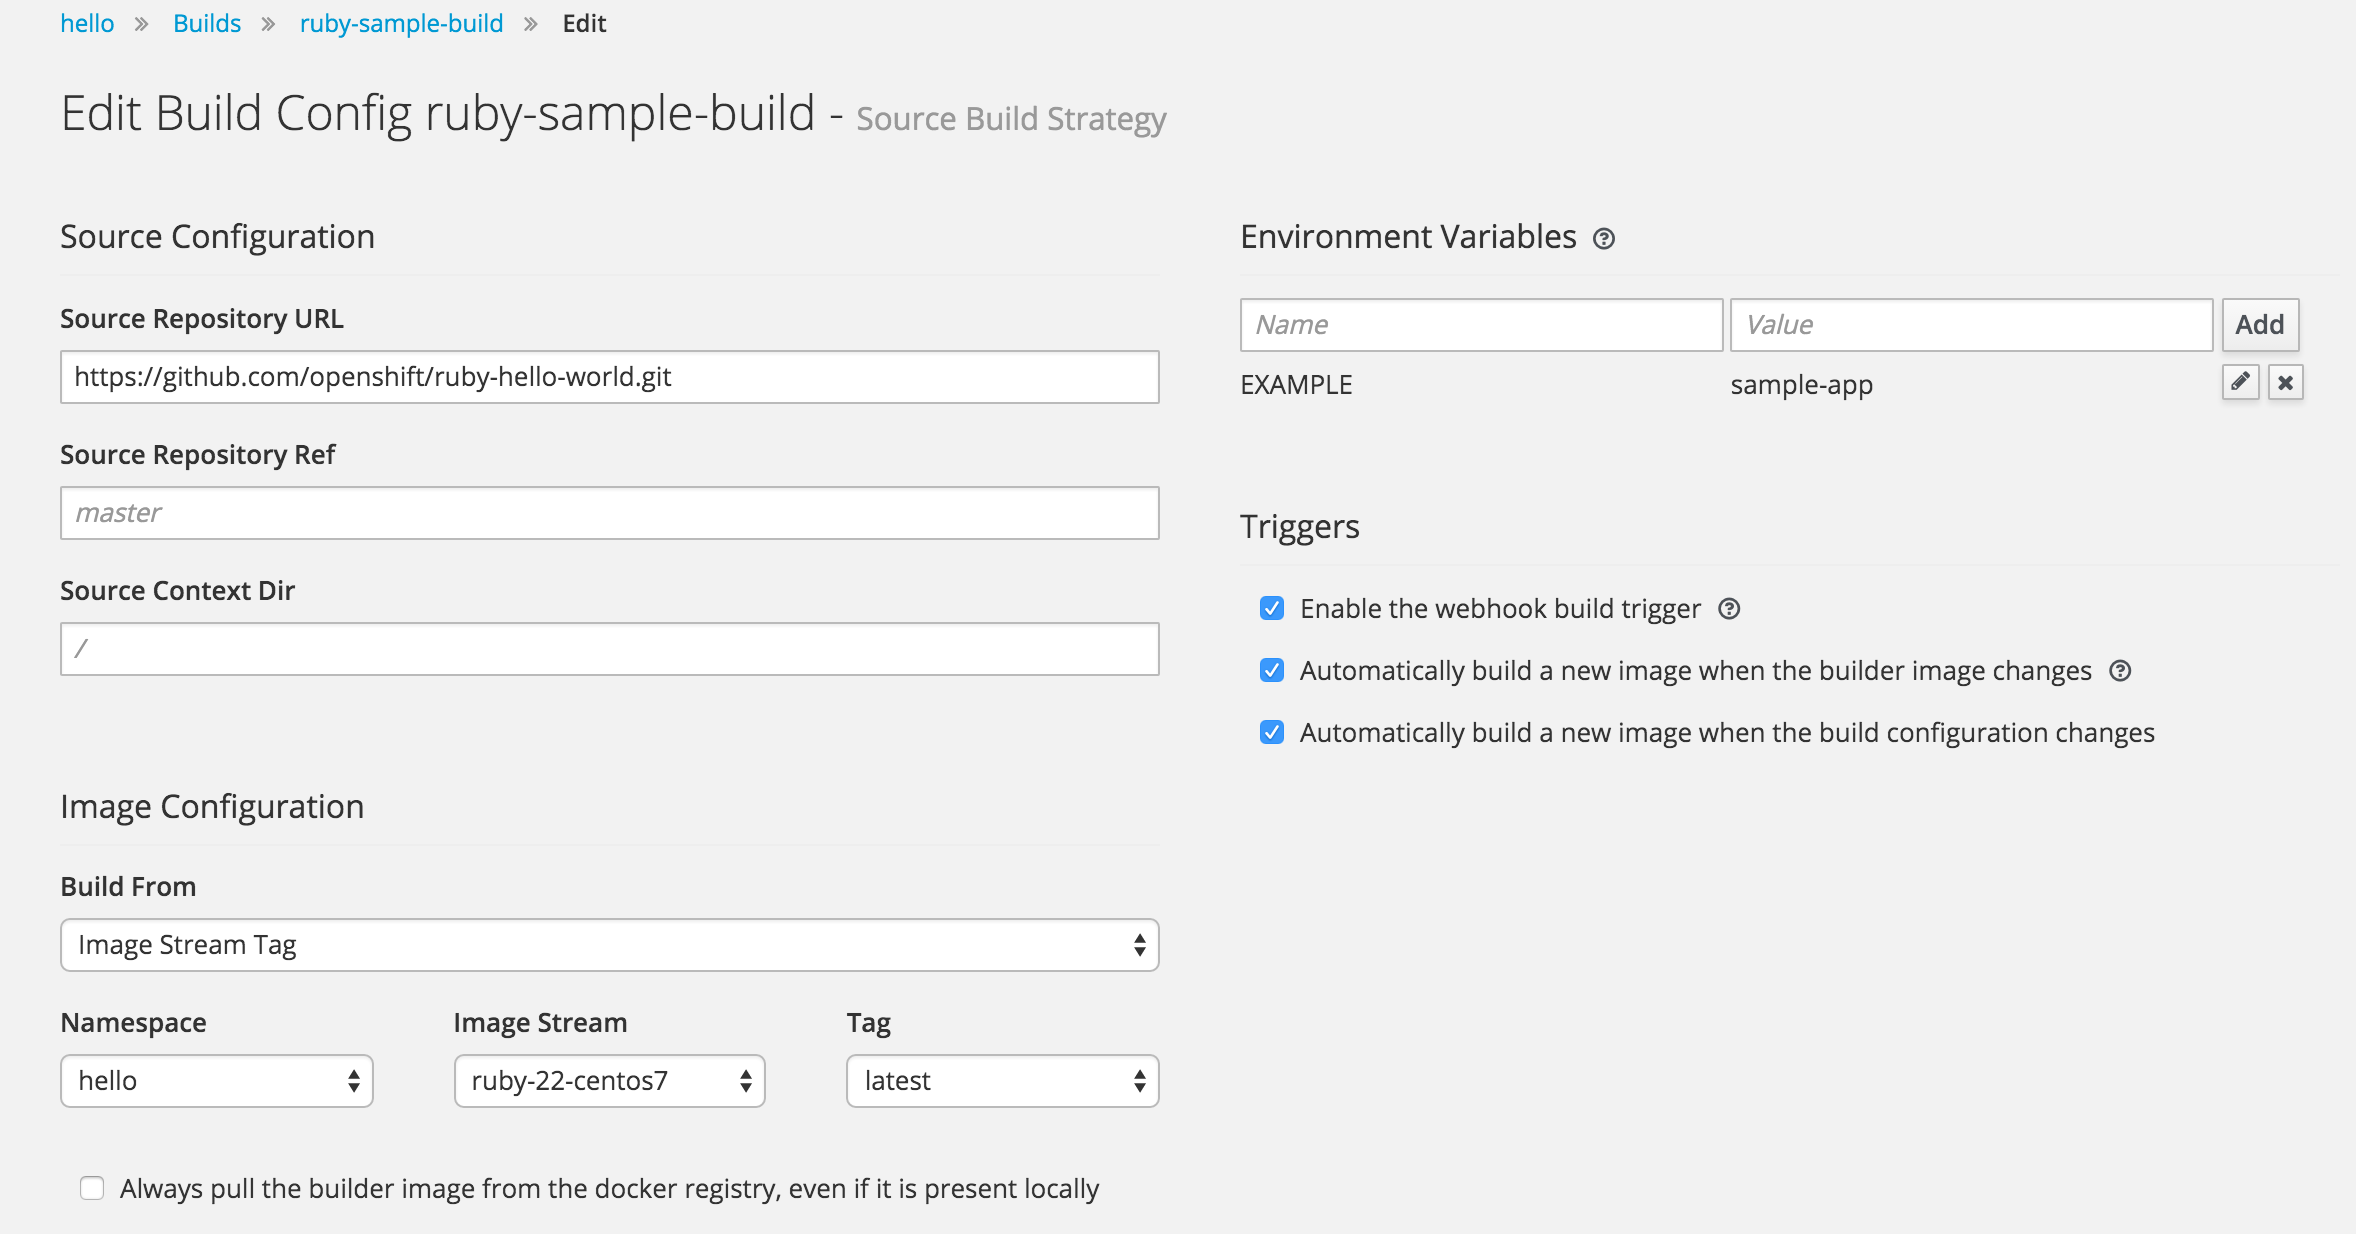 hello » Builds » ruby-sample-build » Edit
Edit Build Config ruby-sample-build - Source Build Strategy
Source Configuration
Source Repository URL
https://github.com/openshift/ruby-hello-world.git
Source Repository Ref
master
Source Context Dir
/
Image Configuration
Build From
Image Stream Tag
Namespace Image Stream Tag
hello ruby-22-centos7 latest
Always pull the builder image from the docker registry, even if it is present locally
Environment Variables
Name Value Add
EXAMPLE sample-app
Triggers
Enable the webhook build trigger
Automatically build a new image when the builder image changes
Automatically build a new image when the build configuration changes